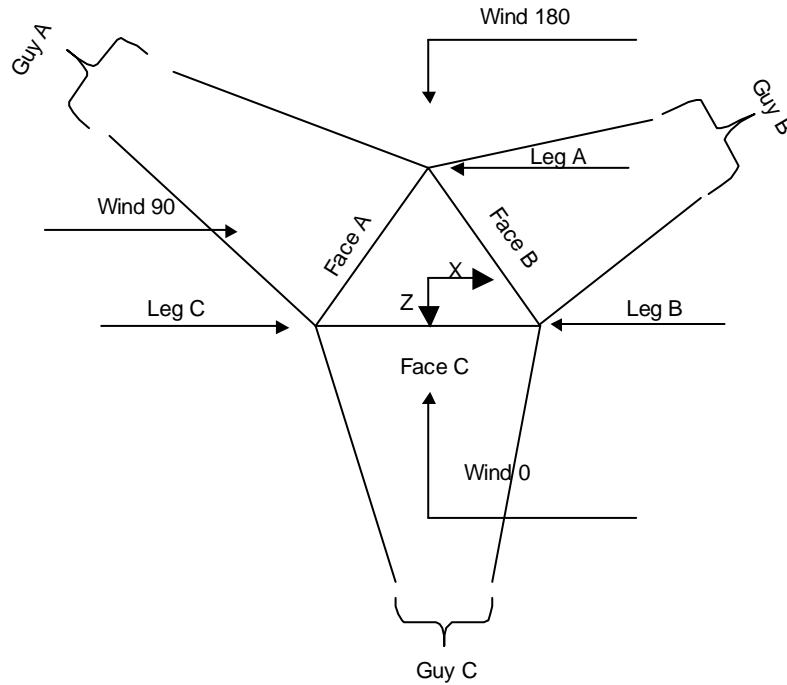 Wind 180
Guy A
Guy B
Leg A
Wind 90
Face A
Face B
X
Z
Leg C
Leg B
Face C
Wind 0
Guy C